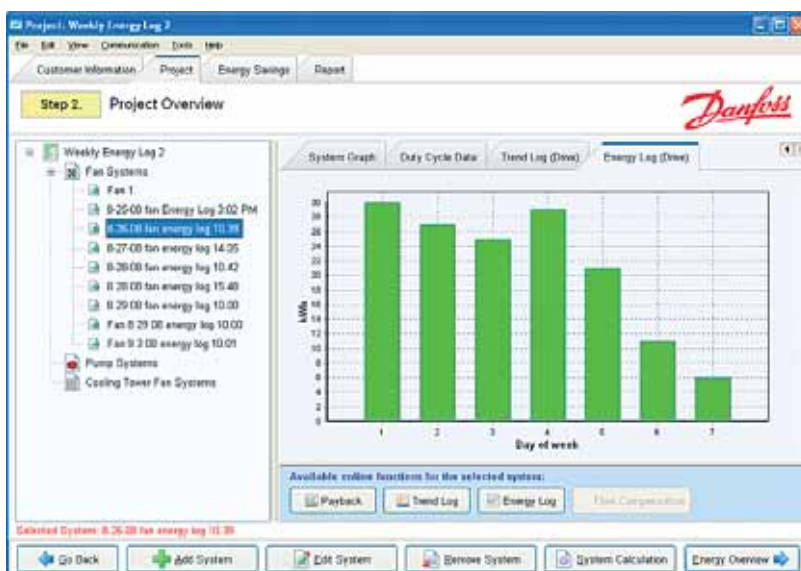 Project: Weekly Energy Log 2
File Edit View Communication Tools Help
Customer Information Project Energy Savings Report
Step 2. Project Overview
Danfoss
Weekly Energy Log 2
Fan Systems
Fan 1
8-25-08 fan Energy Log 3:02 PM
8-26-08 fan energy log 10.39
8-27-08 fan energy log 14:35
8-28-08 fan energy log 10.42
8 28 08 fan energy log 15.48
8 29 08 fan energy log 10.00
Fan 8 29 08 energy log 10:00
Fan 9 3 08 energy log 10:01
Pump Systems
Cooling Tower Fan Systems
System Graph Duty Cycle Data Trend Log (Drive) Energy Log (Drive)
30
28
26
24
22
20
18
16
14
12
10
8
6
4
2
0
kWh
1 2 3 4 5 6 7
Day of week
Available online functions for the selected system:
Payback Trend Log Energy Log Flow Compensation
Selected System: 8-26-08 fan energy log 10.39
Go Back Add System Edit System Remove System System Calculation Energy Overview